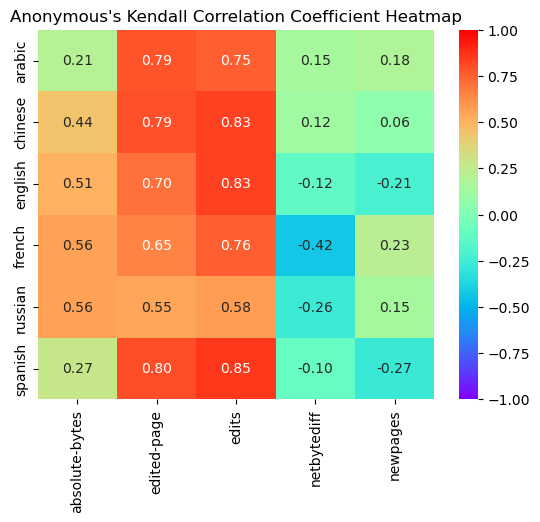 Anonymous's Kendall Correlation Coefficient Heatmap
arabic 0.21 0.79 0.75 0.15 0.18
chinese 0.44 0.79 0.83 0.12 0.06
english 0.51 0.70 0.83 -0.12 -0.21
french 0.56 0.65 0.76 -0.42 0.23
russian 0.56 0.55 0.58 -0.26 0.15
spanish 0.27 0.80 0.85 -0.10 -0.27
absolute-bytes edited-page edits netbytediff newpages
1.00
0.75
0.50
0.25
0.00
−0.25
−0.50
−0.75
−1.00